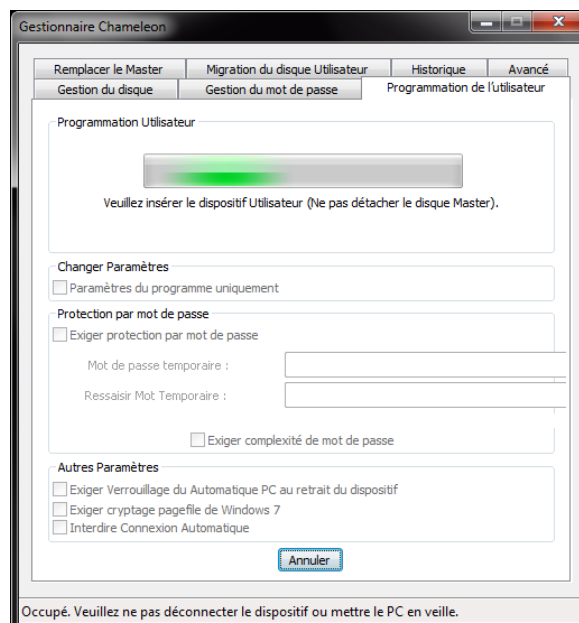 Gestionnaire Chameleon
Remplacer le Master Migration du disque Utilisateur Historique Avancé
Gestion du disque Gestion du mot de passe Programmation de l'utilisateur
Programmation Utilisateur
Veuillez insérer le dispositif Utilisateur (Ne pas détacher le disque Master).
Changer Paramètres
Paramètres du programme uniquement
Protection par mot de passe
Exiger protection par mot de passe
Mot de passe temporaire :
Ressaisir Mot Temporaire :
Exiger complexité de mot de passe
Autres Paramètres
Exiger Verrouillage du Automatique PC au retrait du dispositif
Exiger cryptage pagefile de Windows 7
Interdire Connexion Automatique
Annuler
Occupé. Veuillez ne pas déconnecter le dispositif ou mettre le PC en veille.